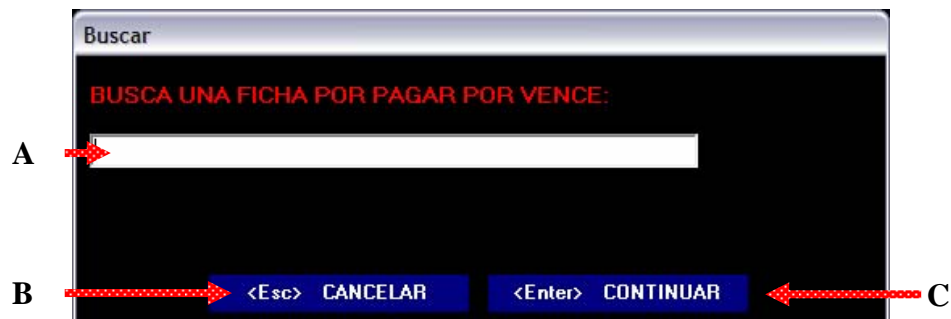 Buscar
BUSCA UNA FICHA POR PAGAR POR VENCE:
A
B <Esc> CANCELAR <Enter> CONTINUAR C